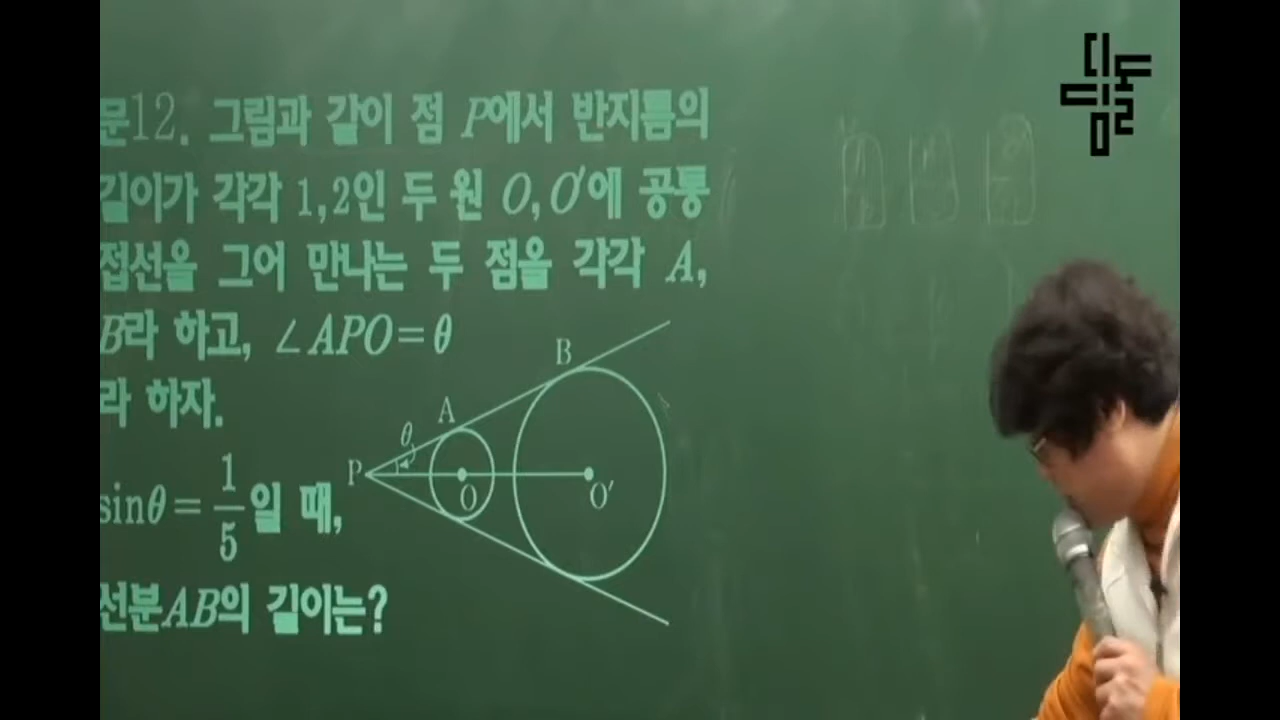 문12. 그림과 같이 점 P에서 반지름의
길이가 각각 1,2인 두 원 O,O'에 공통
접선을 그어 만나는 두 점을 각각 A,
B라 하고, ∠APO=θ
라 하자.
sinθ=1/5일 때,
선분AB의 길이는?
B
A
θ
P
O
O'
디딤돌